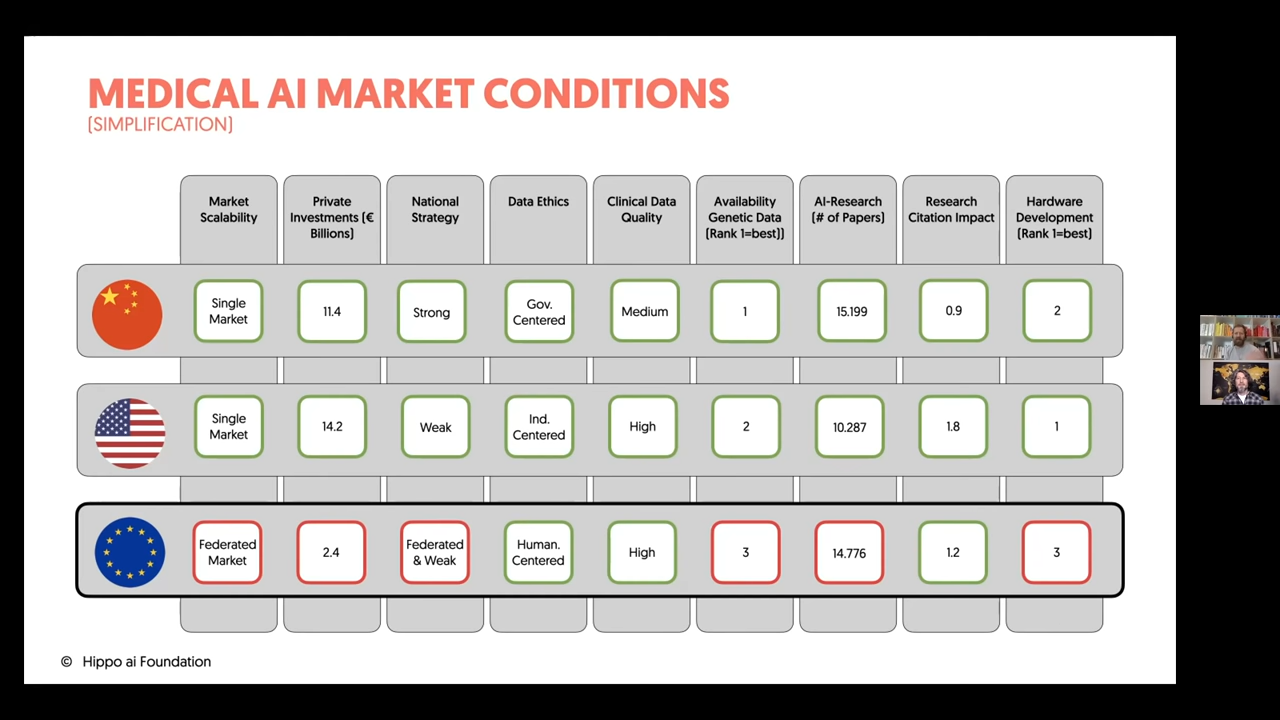 MEDICAL AI MARKET CONDITIONS
(SIMPLIFICATION)
Market
Scalability
Private
Investments (€
Billions)
National
Strategy
Data Ethics
Clinical Data
Quality
Availability
Genetic Data
(Rank 1=best))
AI-Research
(# of Papers)
Research
Citation Impact
Hardware
Development
(Rank 1=best)
Single
Market
11.4
Strong
Gov.
Centered
Medium
1
15.199
0.9
2
Single
Market
14.2
Weak
Ind.
Centered
High
2
10.287
1.8
1
Federated
Market
2.4
Federated
& Weak
Human.
Centered
High
3
14.776
1.2
3
© Hippo ai Foundation